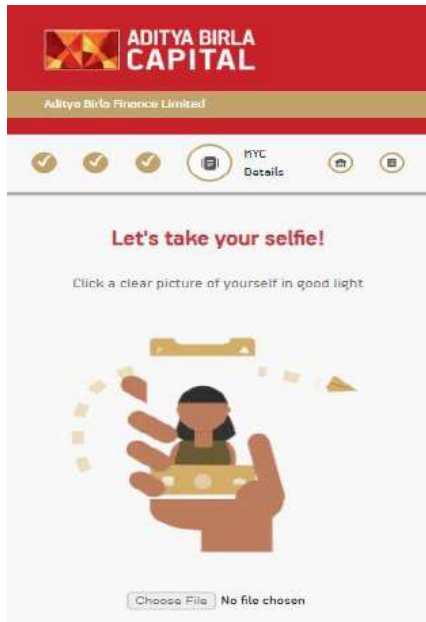 ADITYA BIRLA
CAPITAL
Aditya Birla Finance Limited
KYC
Details
Let's take your selfie!
Click a clear picture of yourself in good light
Choose File No file chosen